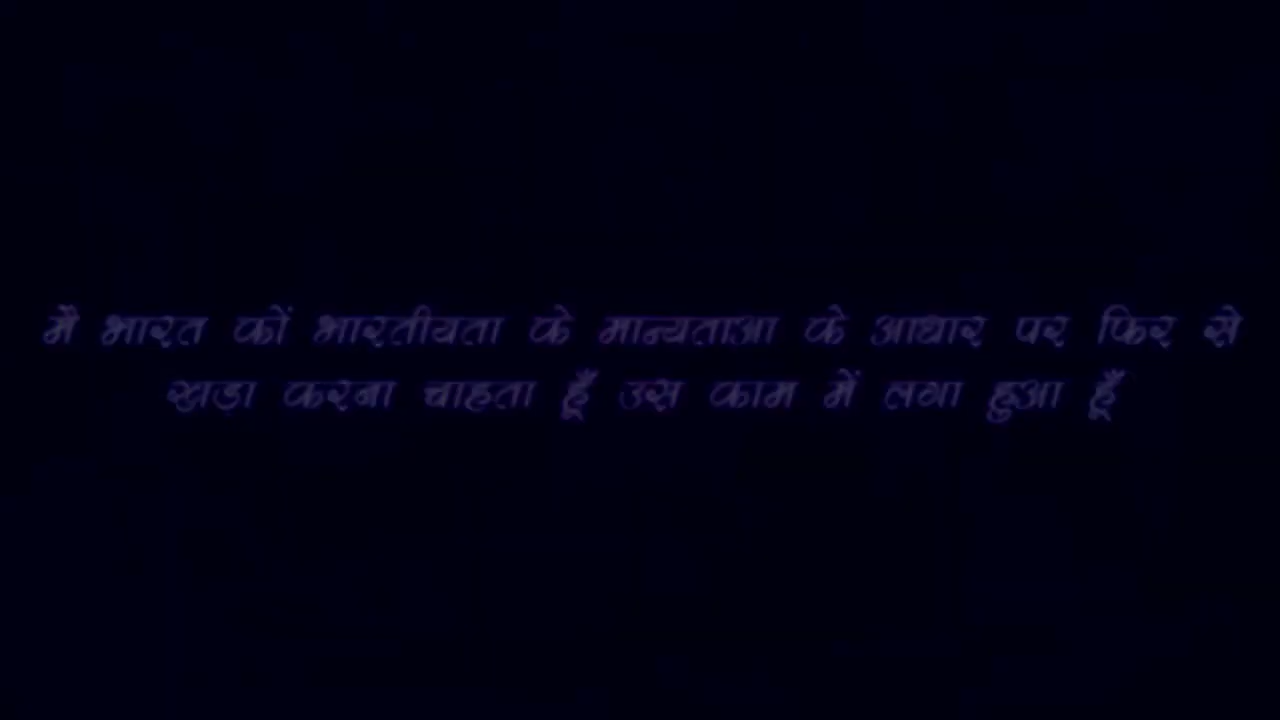 मै भारत कों भारतीयता के मान्यताआ के आधार पर फिर से
खड़ा करना चाहता हूँ उस काम में लगा हुआ हूँ